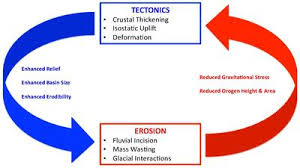 TECTONICS
• Crustal Thickening
• Isostatic Uplift
• Deformation
Enhanced Relief
Enhanced Basin Size
Enhanced Erodibility
Reduced Gravitational Stress
Reduced Orogen Height & Area
EROSION
• Fluvial Incision
• Mass Wasting
• Glacial Interactions